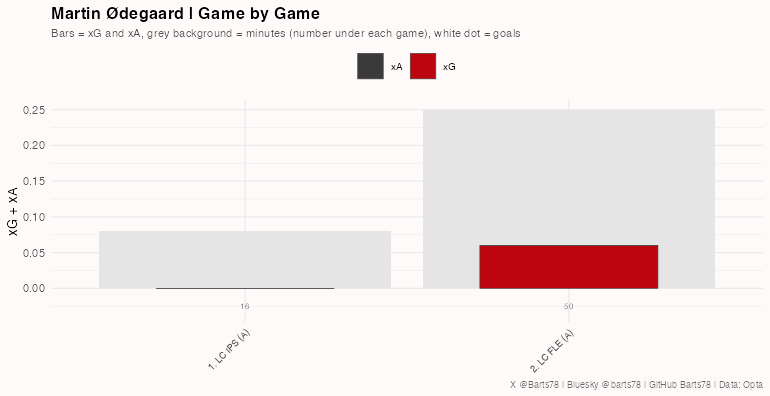 Martin Ødegaard | Game by Game
Bars = xG and xA, grey background = minutes (number under each game), white dot = goals
xA xG
xG + xA
0.25
0.20
0.15
0.10
0.05
0.00
16 50
1. LC IPS (A) 2. LC FLE (A)
X @Barts78 | Bluesky @barts78 | GitHub Barts78 | Data: Opta